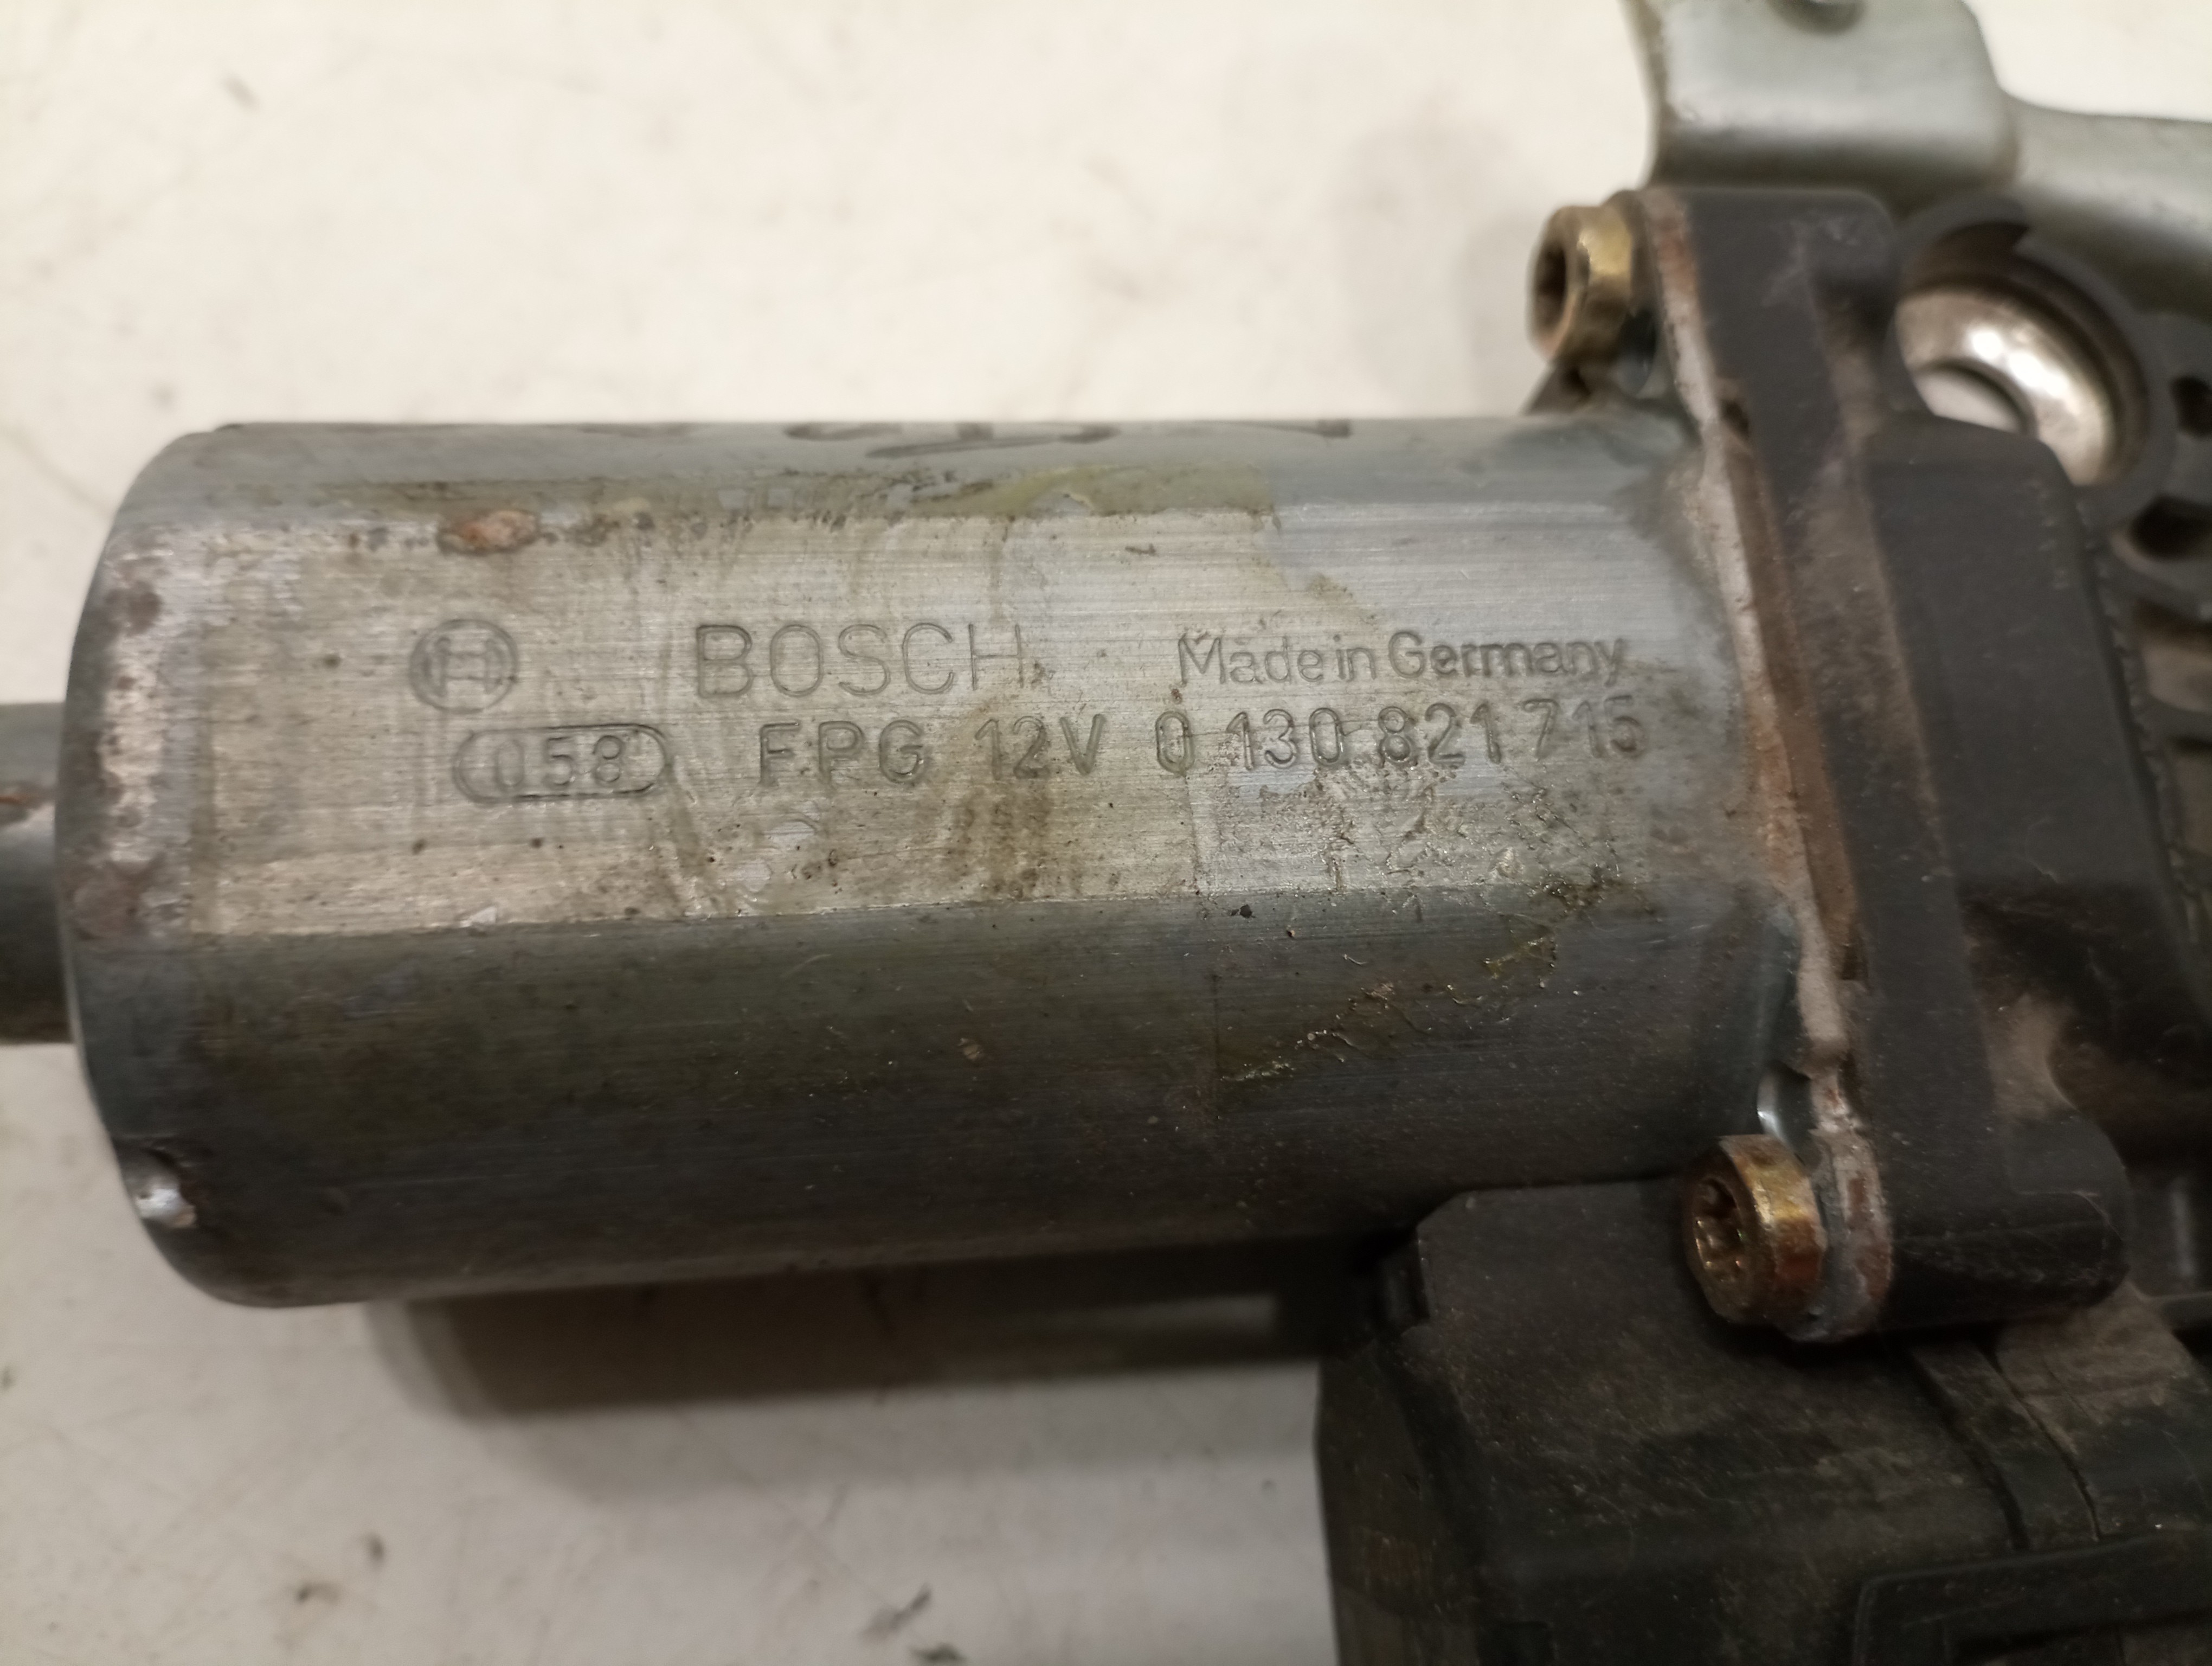 BOSCH Made in Germany
058 FPG 12V 0 130 821 715